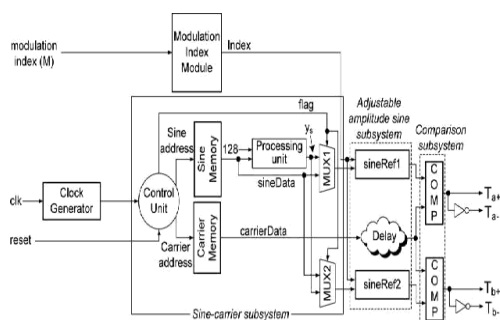 modulation
index (M)
Modulation
Index
Module
Index
flag
Adjustable
amplitude sine
subsystem
Comparison
subsystem
Sine
address
Sine
Memory
128
Processing
unit
ys
sineData
MUX1
sineRef1
COMP
Ta+
Ta-
clk
Clock
Generator
Control
Unit
reset
Carrier
address
Carrier
Memory
carrierData
Delay
MUX2
sineRef2
COMP
Tb+
Tb-
Sine-carrier subsystem